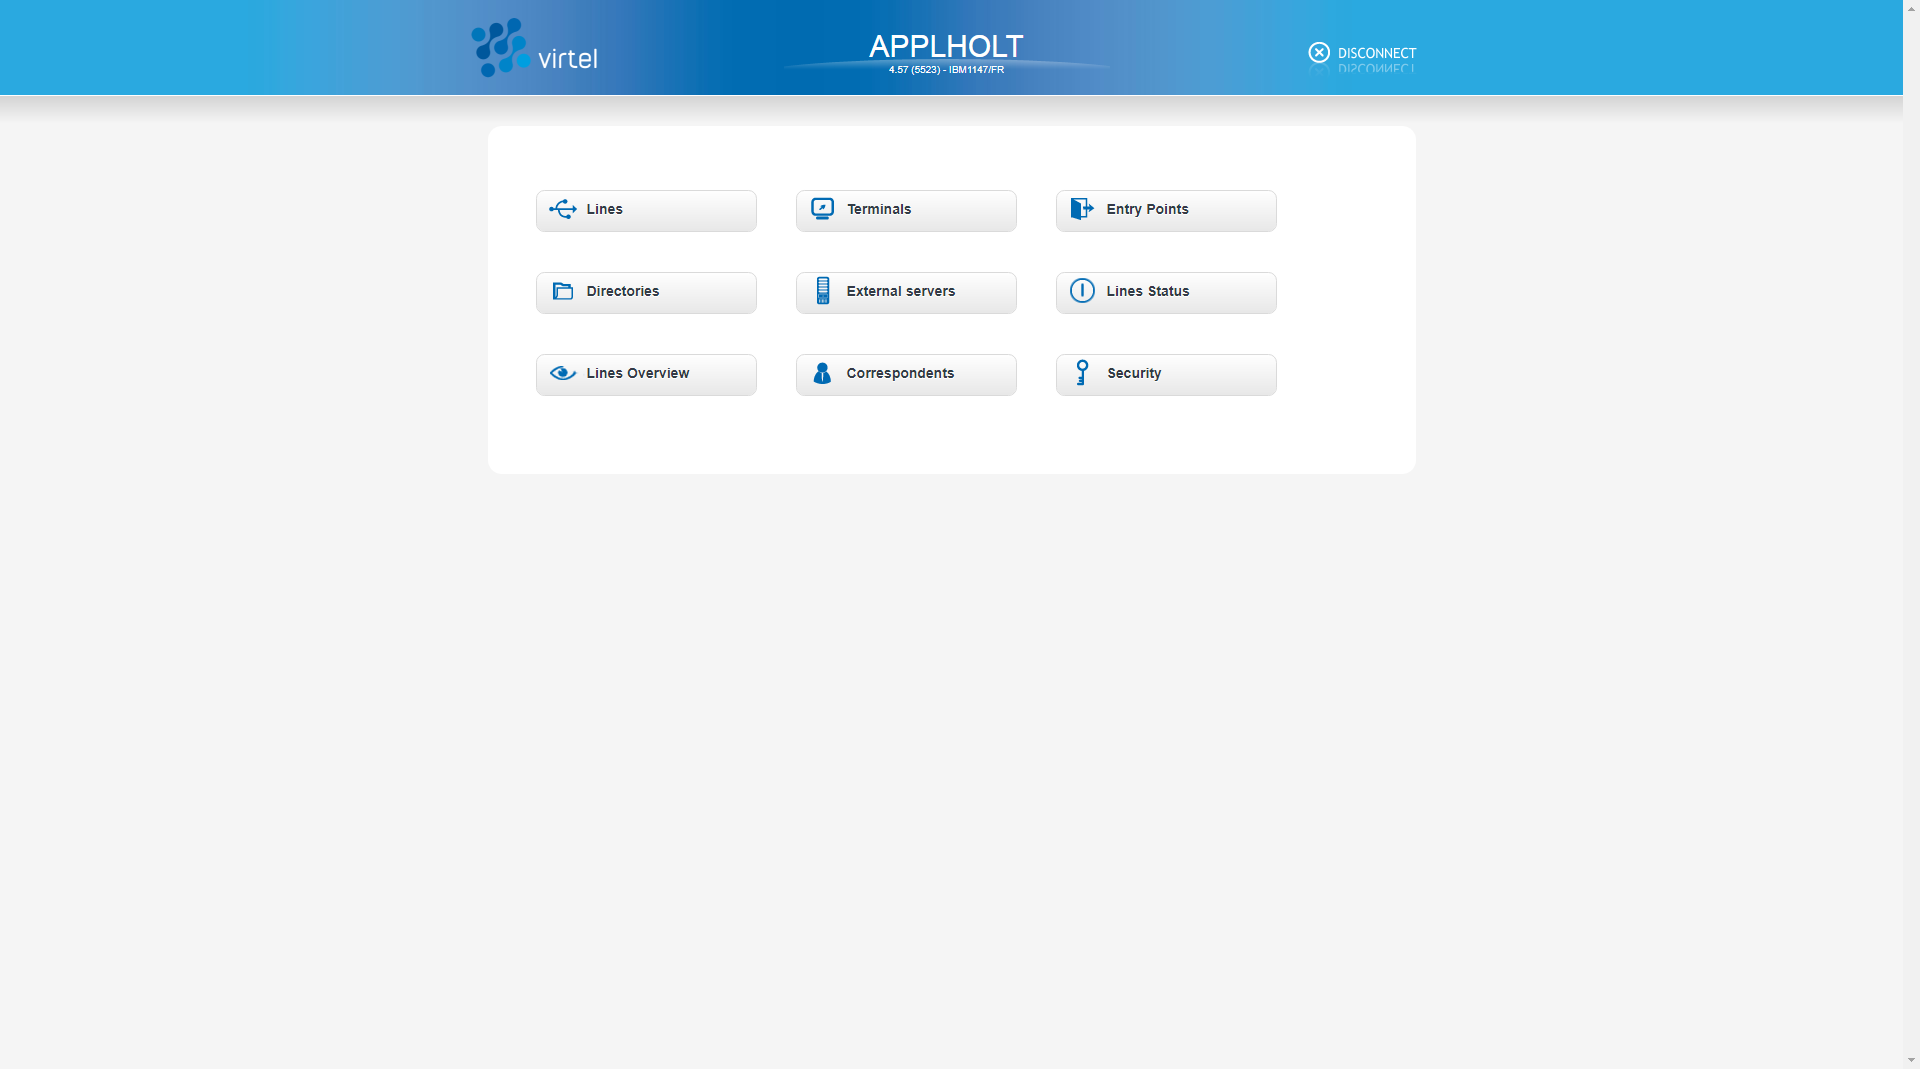 virtel
APPLHOLT
4.57 (5523) - IBM1147/FR
DISCONNECT
Lines
Terminals
Entry Points
Directories
External servers
Lines Status
Lines Overview
Correspondents
Security